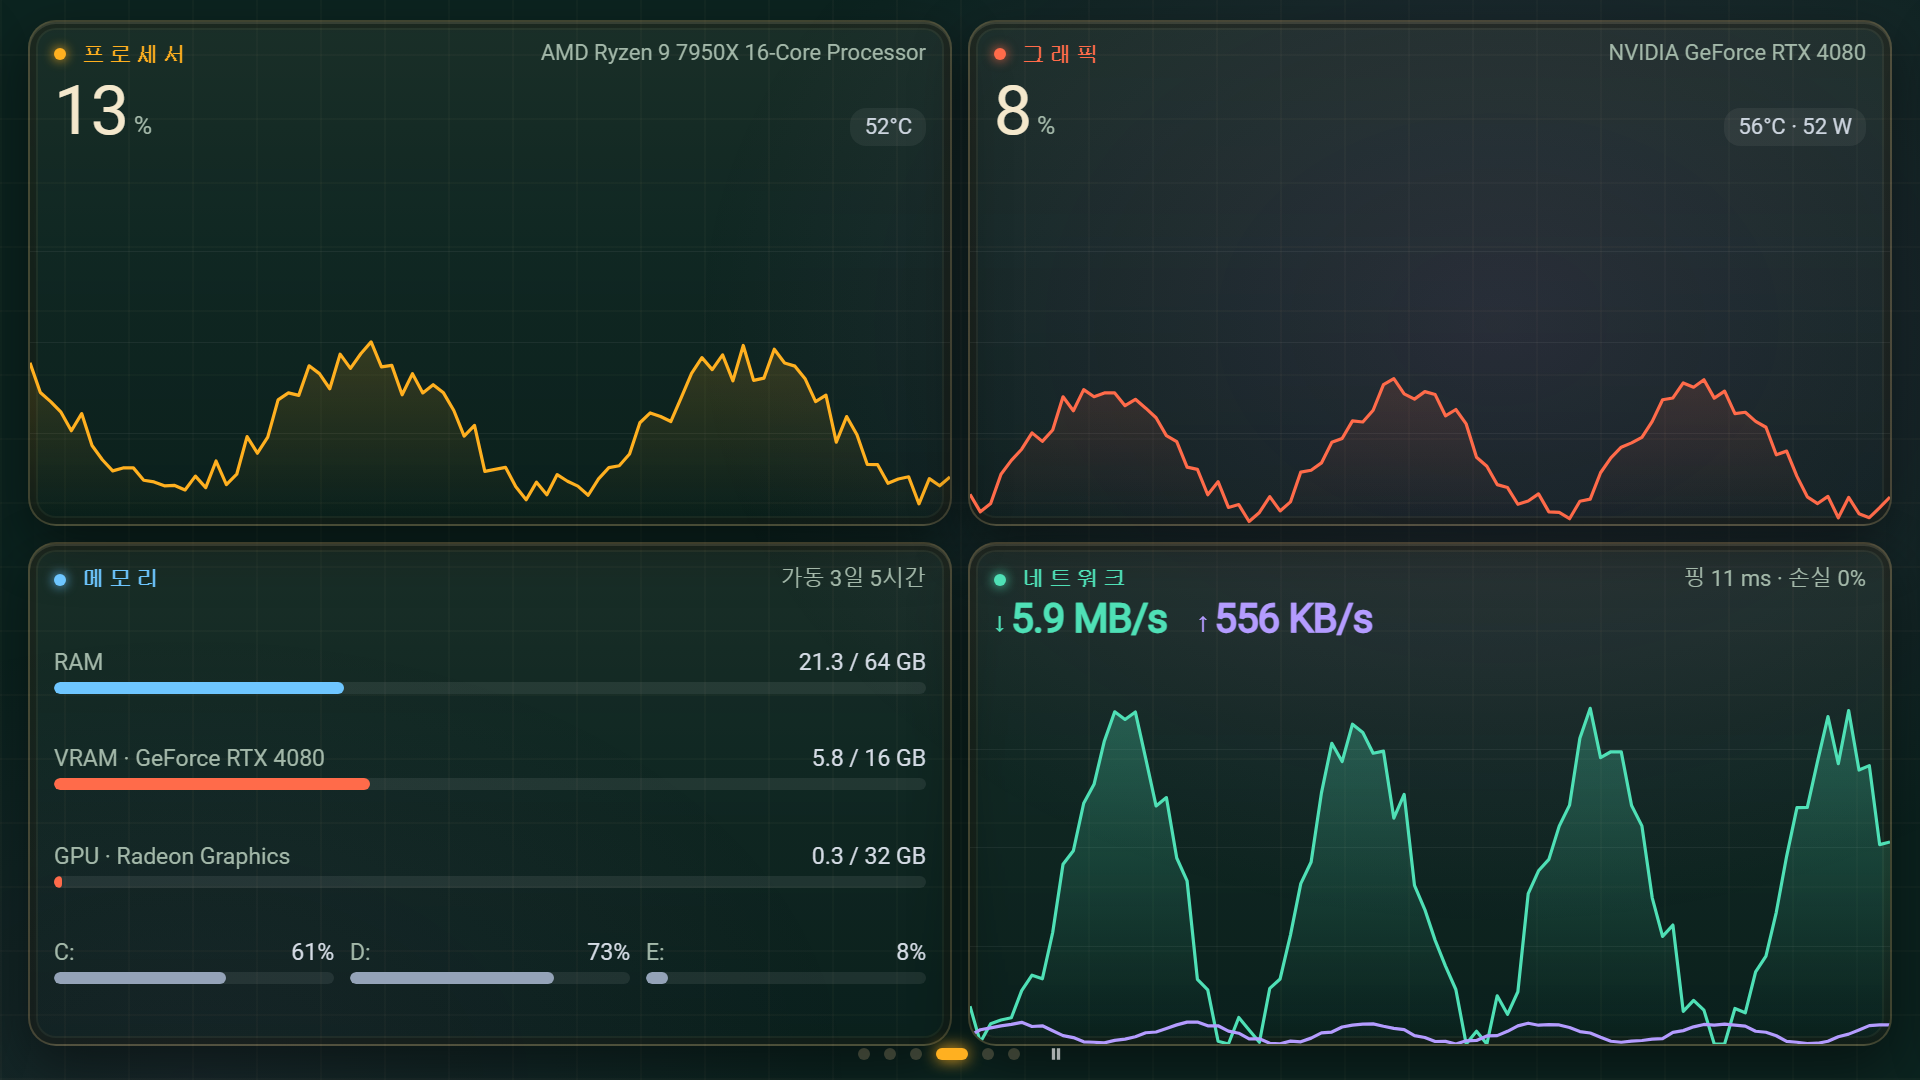 프로세서
AMD Ryzen 9 7950X 16-Core Processor
13 %
52°C
그래픽
NVIDIA GeForce RTX 4080
8 %
56°C · 52 W
메모리
가동 3일 5시간
RAM
21.3 / 64 GB
VRAM · GeForce RTX 4080
5.8 / 16 GB
GPU · Radeon Graphics
0.3 / 32 GB
C: 61% D: 73% E: 8%
네트워크
핑 11 ms · 손실 0%
↓ 5.9 MB/s ↑ 556 KB/s